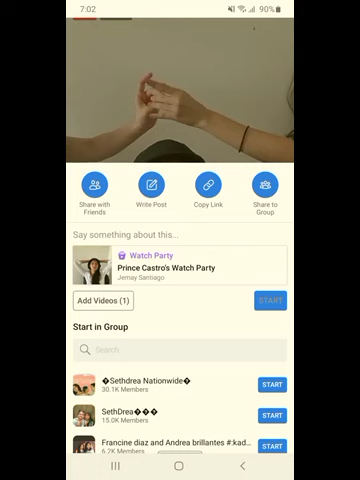 7:02
90%
Share with
Friends
Write Post
Copy Link
Share to
Group
Say something about this...
Watch Party
Prince Castro's Watch Party
Jemay Santiago
Add Videos (1)
START
Start in Group
Search
�Sethdrea Nationwide�
30.1K Members
START
SethDrea���
15.0K Members
START
Francine diaz and Andrea brillantes #:kad...
6.2K Members
START